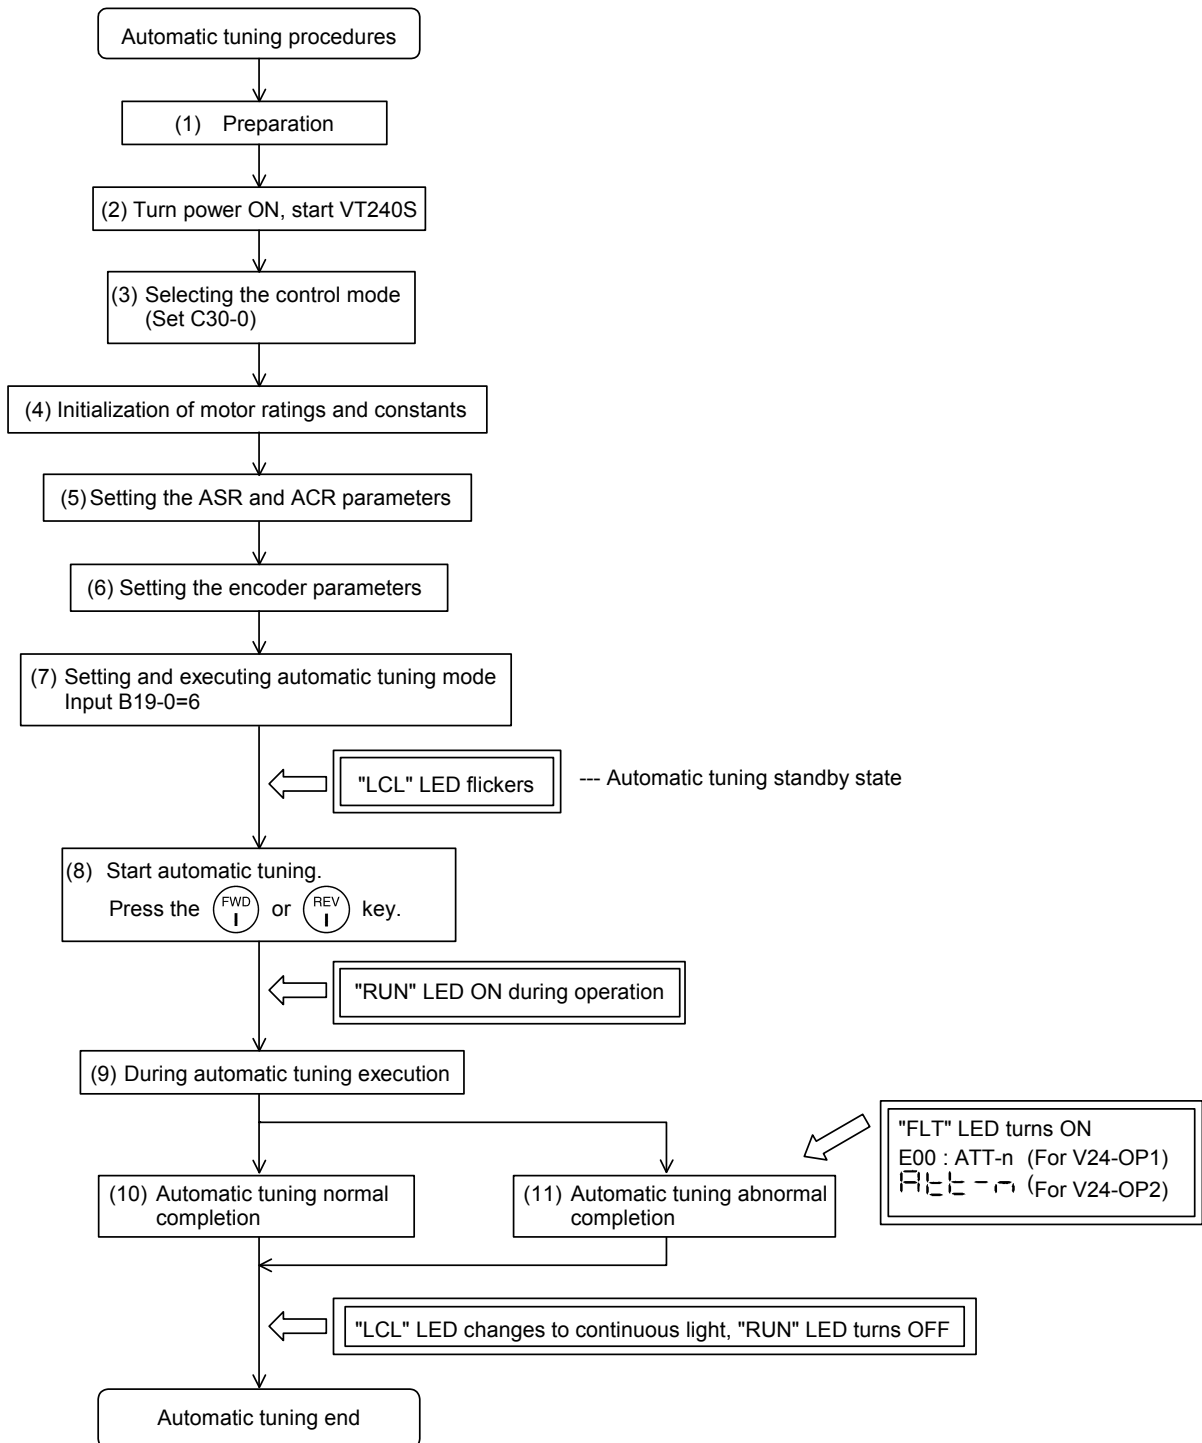 Automatic tuning procedures
(1) Preparation
(2) Turn power ON, start VT240S
(3) Selecting the control mode
(Set C30-0)
(4) Initialization of motor ratings and constants
(5) Setting the ASR and ACR parameters
(6) Setting the encoder parameters
(7) Setting and executing automatic tuning mode
Input B19-0=6
"LCL" LED flickers --- Automatic tuning standby state
(8) Start automatic tuning.
Press the FWD I or REV I key.
"RUN" LED ON during operation
(9) During automatic tuning execution
"FLT" LED turns ON
E00 : ATT-n (For V24-OP1)
Att-n (For V24-OP2)
(10) Automatic tuning normal
completion
(11) Automatic tuning abnormal
completion
"LCL" LED changes to continuous light, "RUN" LED turns OFF
Automatic tuning end